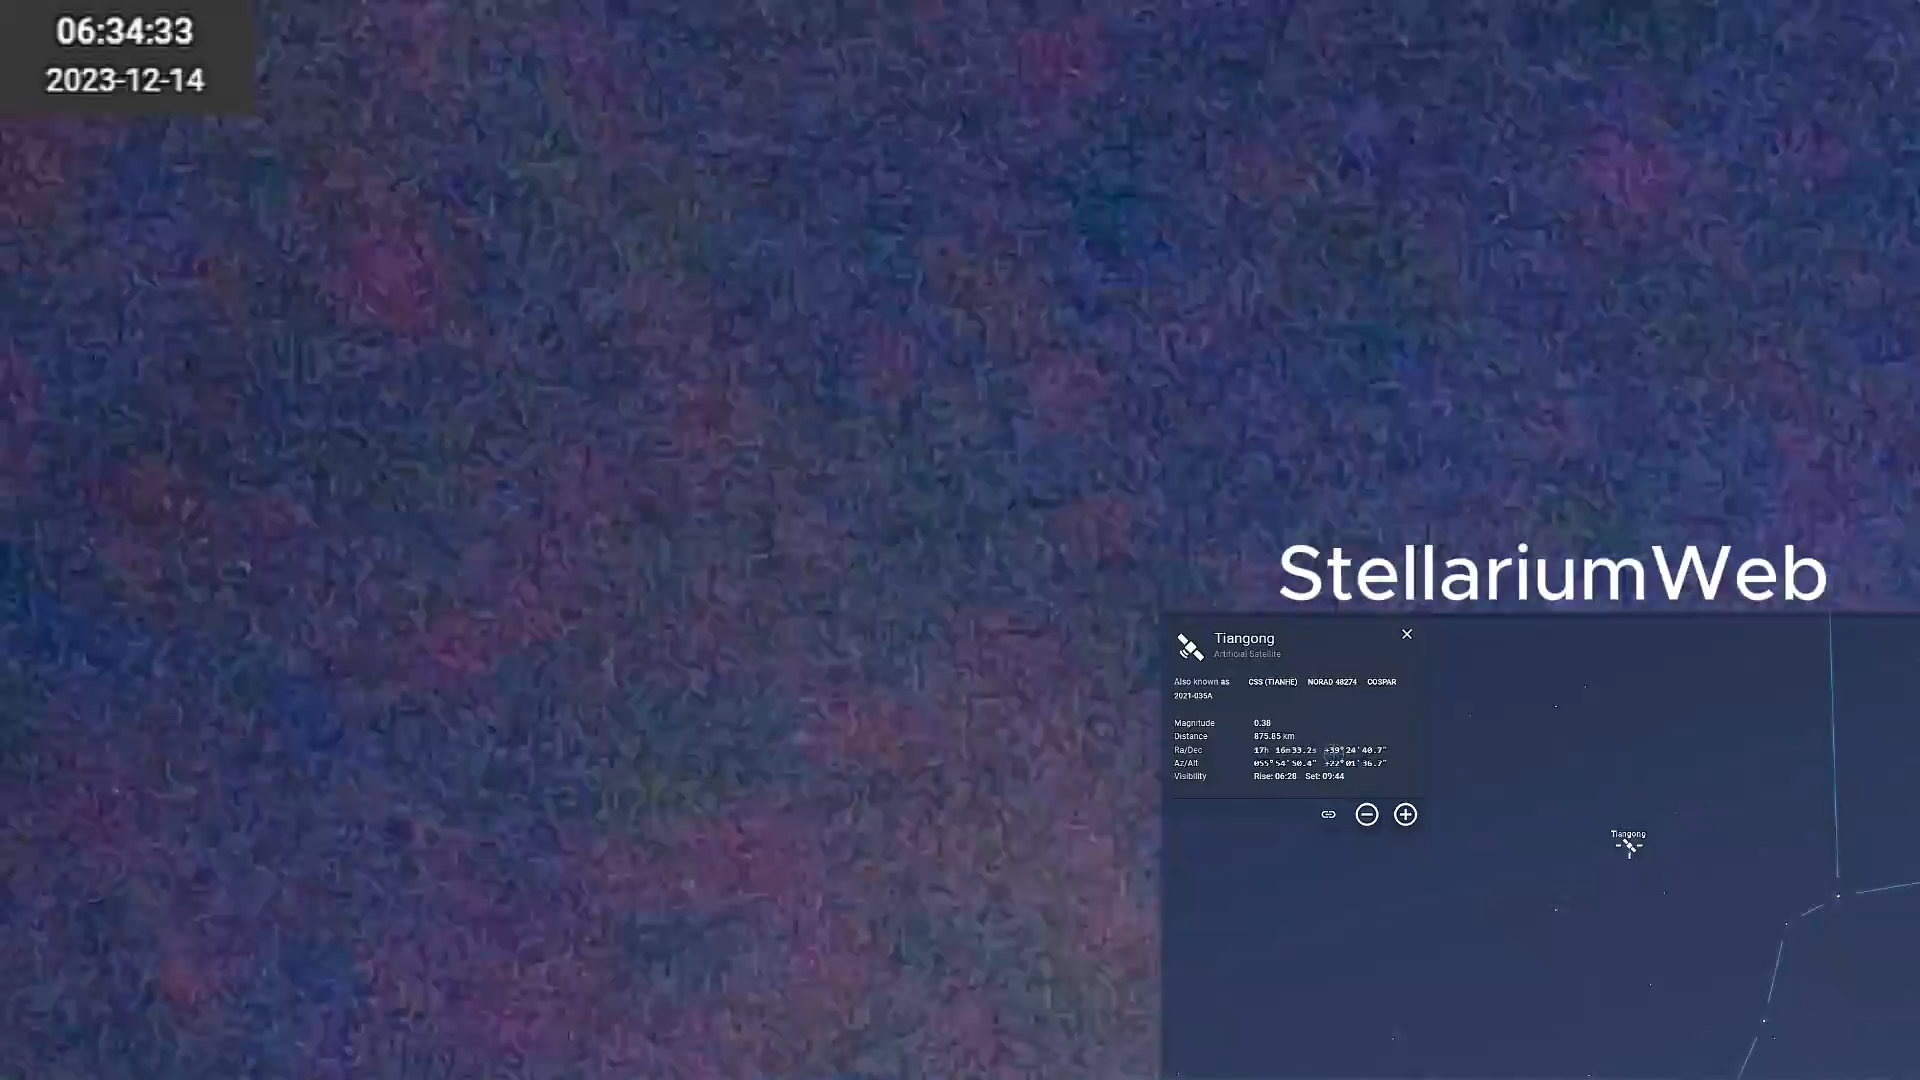 06:34:33
2023-12-14
StellariumWeb
Tiangong
Artificial Satellite
Also known as CSS (TIANHE) NORAD 48274 COSPAR
2021-035A
Magnitude 0.38
Distance 875.85 km
Ra/Dec 17h 16m33.2s +39°24'40.7"
Az/Alt 055°54'50.4" +22°01'36.7"
Visibility Rise: 06:28 Set: 09:44
Tiangong